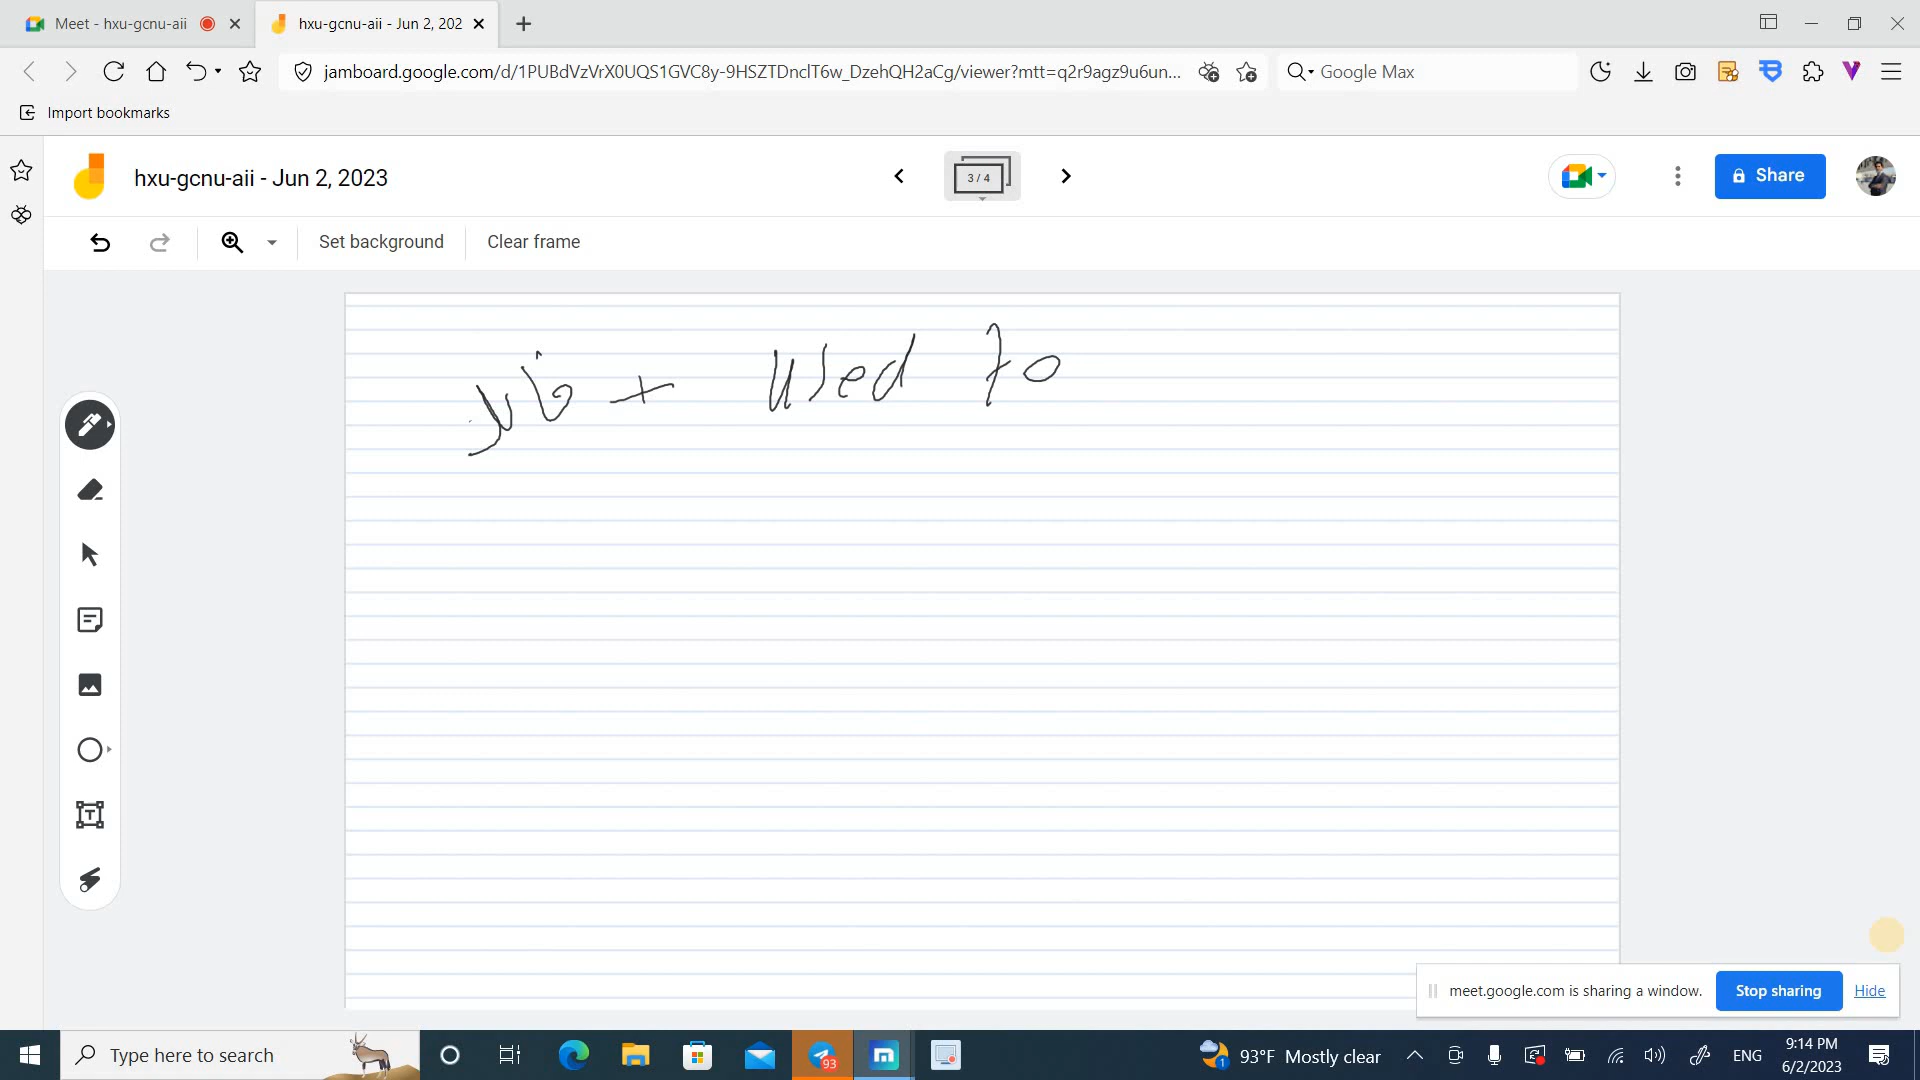 Meet - hxu-gcnu-aii
hxu-gcnu-aii - Jun 2, 202
jamboard.google.com/d/1PUBdVzVrX0UQS1GVC8y-9HSZTDnclT6w_DzehQH2aCg/viewer?mtt=q2r9agz9u6un...
Google Max
Import bookmarks
hxu-gcnu-aii - Jun 2, 2023
3 / 4
Share
Set background
Clear frame
فاعل + used to
meet.google.com is sharing a window.
Stop sharing
Hide
Type here to search
93
1
93°F Mostly clear
ENG
9:14 PM
6/2/2023